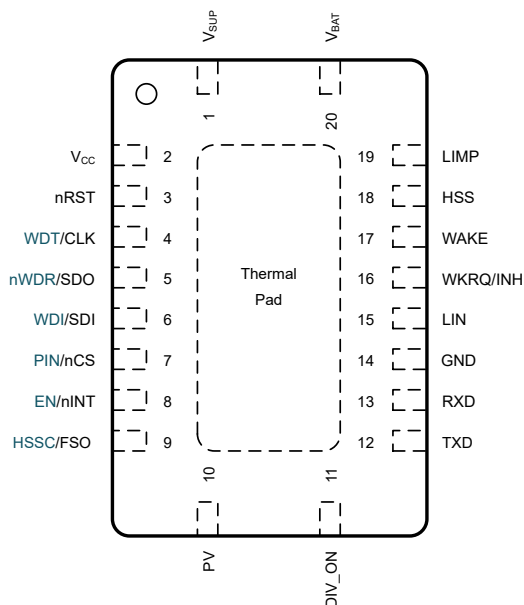 VSUP
VBAT
1
20
VCC 2
nRST 3
WDT/CLK 4
nWDR/SDO 5
WDI/SDI 6
PIN/nCS 7
EN/nINT 8
HSSC/FSO 9
Thermal
Pad
19 LIMP
18 HSS
17 WAKE
16 WKRQ/INH
15 LIN
14 GND
13 RXD
12 TXD
10
11
PV
DIV_ON